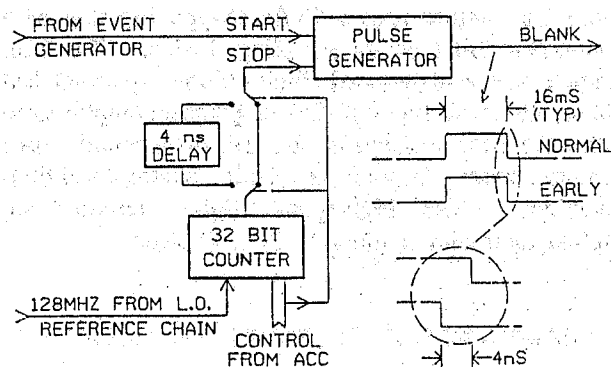 FROM EVENT
GENERATOR
START
STOP
PULSE
GENERATOR
BLANK
4 ns
DELAY
32 BIT
COUNTER
128MHZ FROM L.O.
REFERENCE CHAIN
CONTROL
FROM ACC
16mS
(TYP)
NORMAL
EARLY
4nS